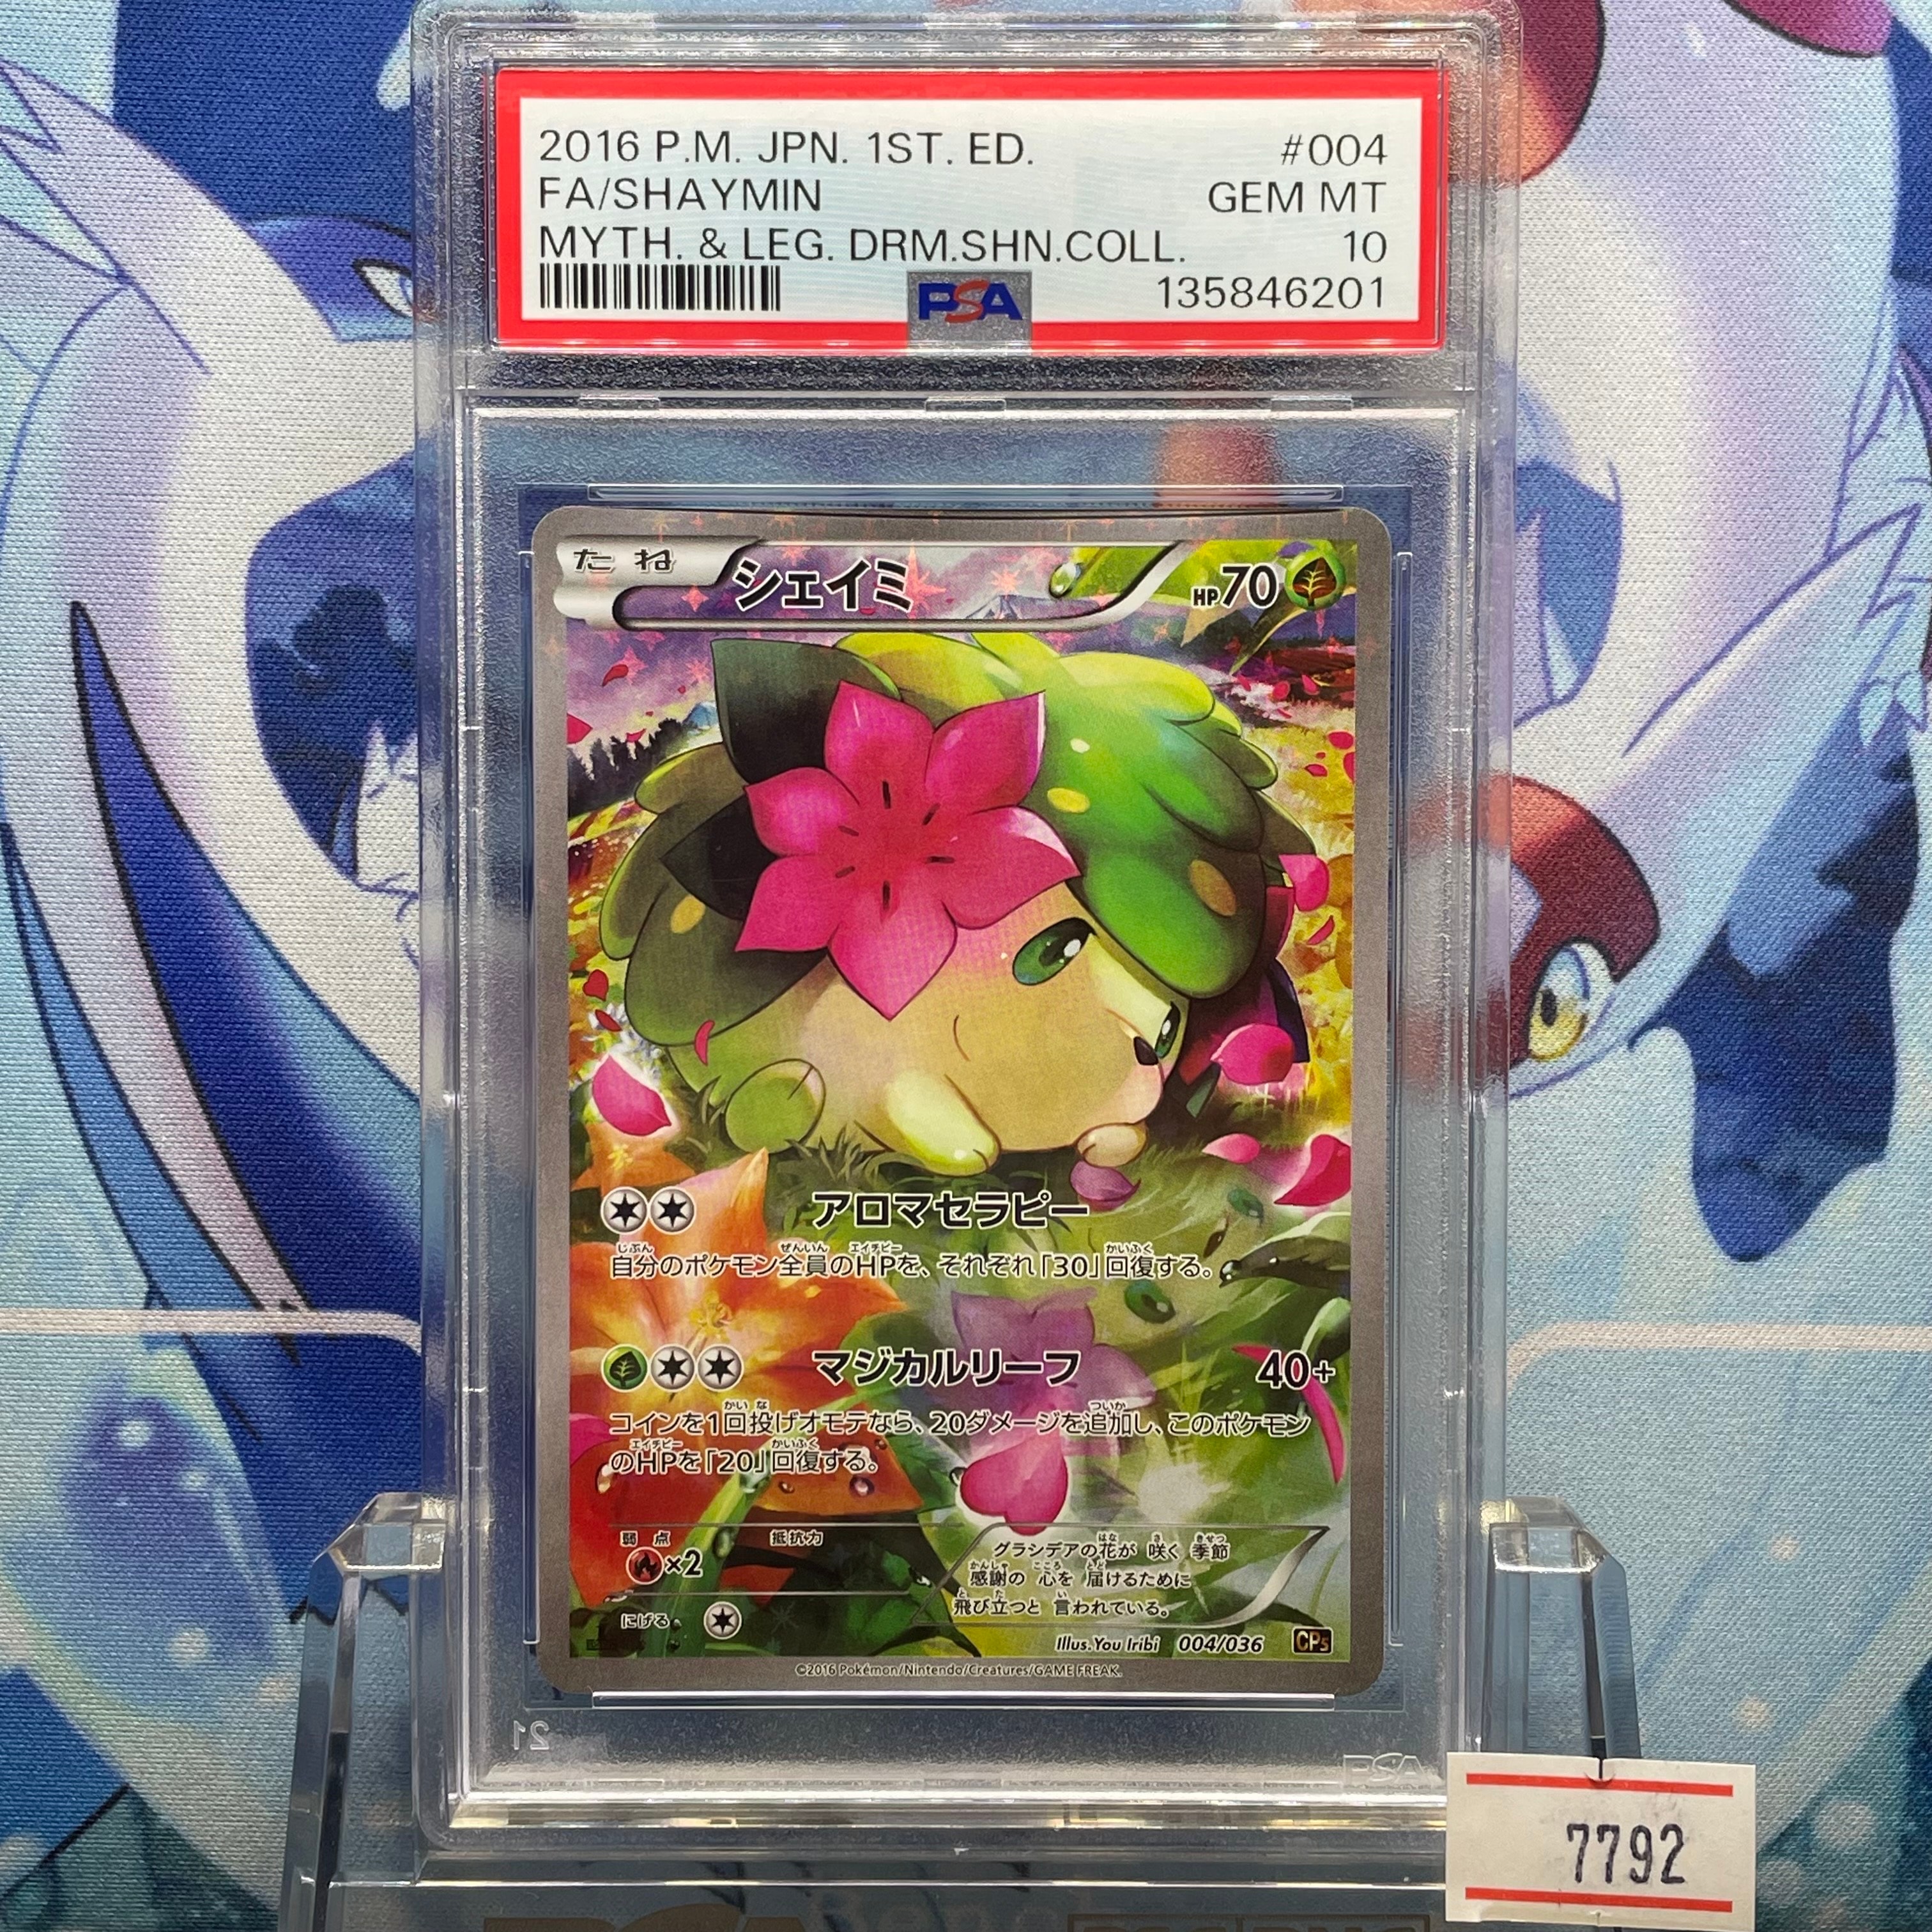 2016 P.M. JPN. 1ST. ED. #004
FA/SHAYMIN GEM MT
MYTH. & LEG. DRM.SHN.COLL. 10
PSA 135846201
たね シェイミ HP70
アロマセラピー
自分のポケモン全員のHPを、それぞれ「30」回復する。
マジカルリーフ 40+
コインを1回投げオモテなら、20ダメージを追加し、このポケモン
のHPを「20」回復する。
弱点 抵抗力
×2
にげる
グラシデアの花が 咲く 季節
感謝の 心を 届けるために
飛び立つと 言われている。
Illus. You Iribi 004/036 CP5
©2016 Pokémon/Nintendo/Creatures/GAME FREAK.
21
PSA
7792